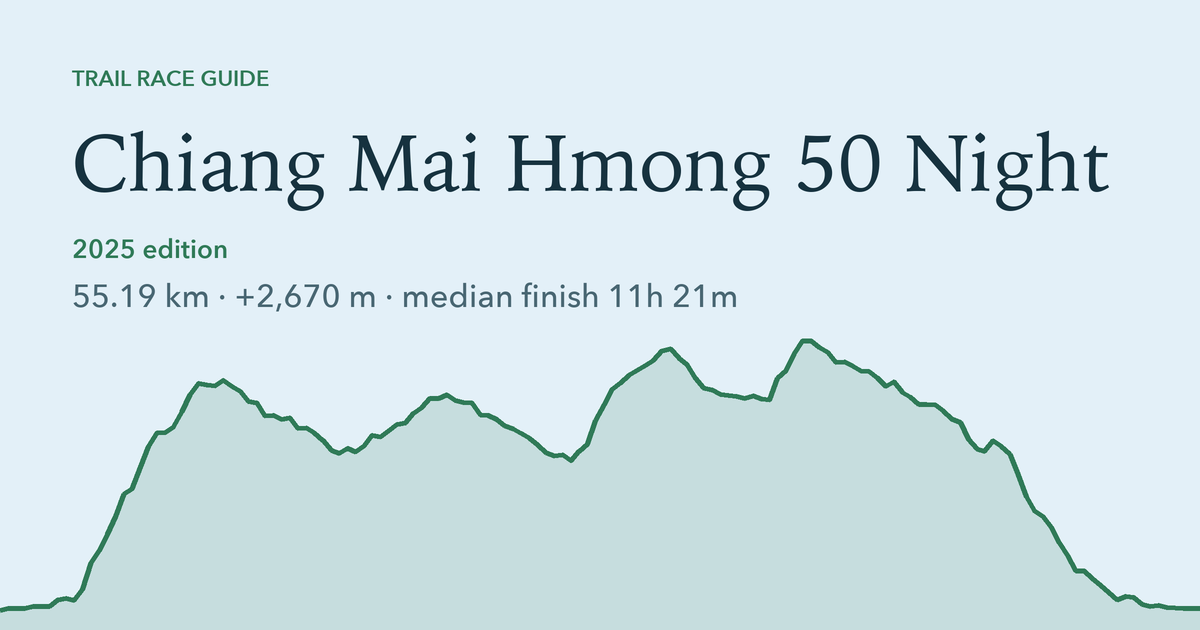 TRAIL RACE GUIDE
Chiang Mai Hmong 50 Night
2025 edition
55.19 km · +2,670 m · median finish 11h 21m